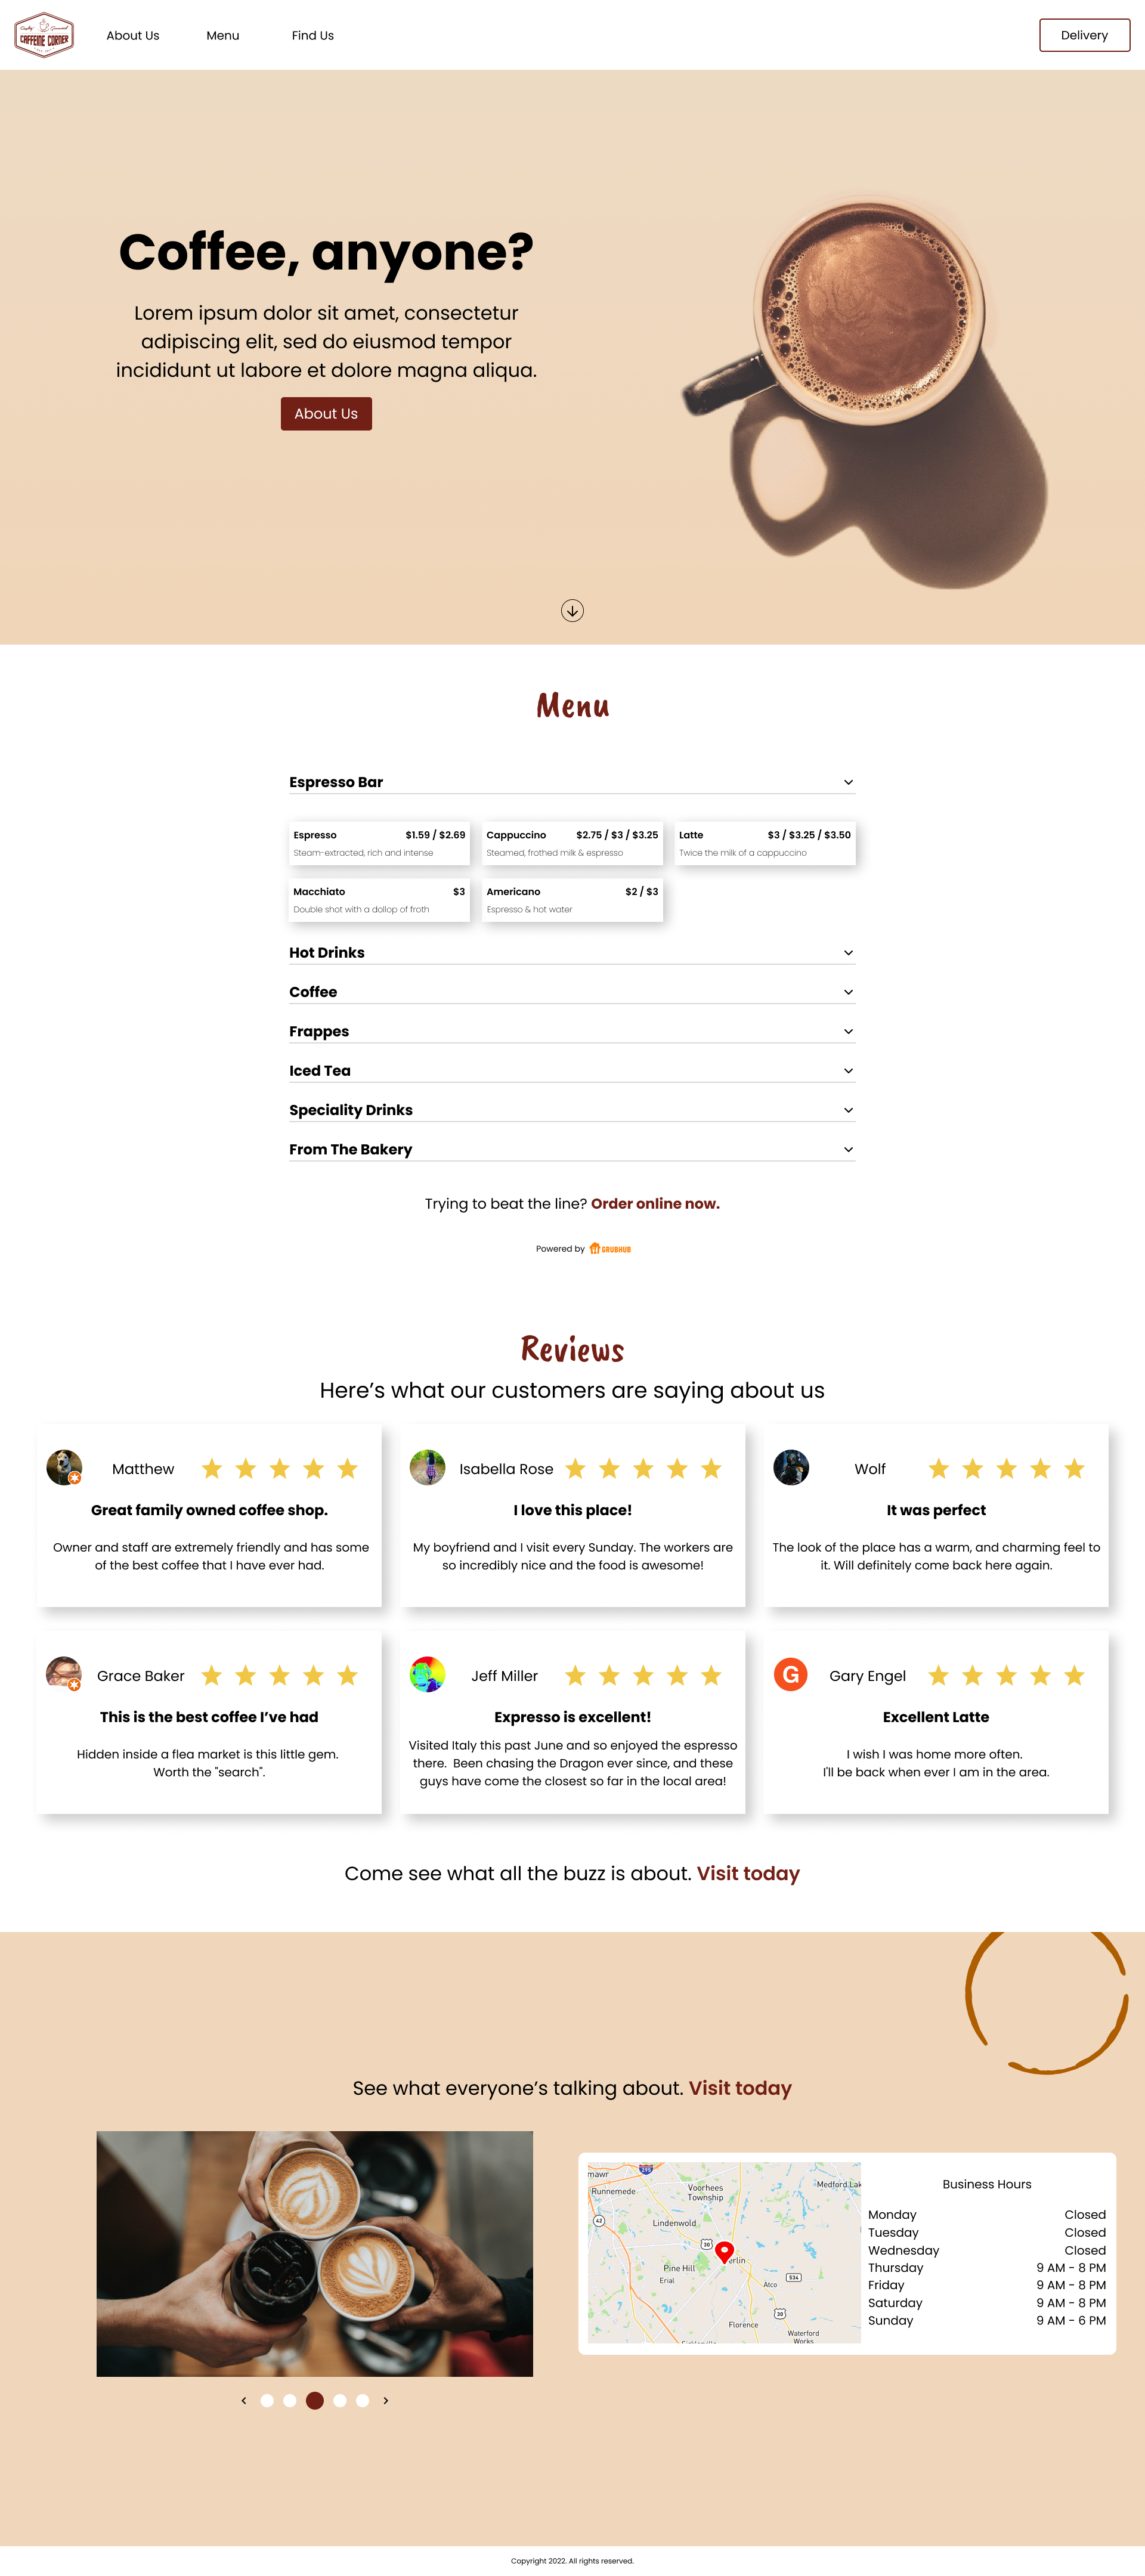 CAFFEINE CORNER
About Us
Menu
Find Us
Delivery
Coffee, anyone?
Lorem ipsum dolor sit amet, consectetur
adipiscing elit, sed do eiusmod tempor
incididunt ut labore et dolore magna aliqua.
About Us
Menu
Espresso Bar
Espresso $1.59 / $2.69
Steam-extracted, rich and intense
Cappuccino $2.75 / $3 / $3.25
Steamed, frothed milk & espresso
Latte $3 / $3.25 / $3.50
Twice the milk of a cappuccino
Macchiato $3
Double shot with a dollop of froth
Americano $2 / $3
Espresso & hot water
Hot Drinks
Coffee
Frappes
Iced Tea
Speciality Drinks
From The Bakery
Trying to beat the line? Order online now.
Powered by GRUBHUB
Reviews
Here’s what our customers are saying about us
Matthew
Great family owned coffee shop.
Owner and staff are extremely friendly and has some
of the best coffee that I have ever had.
Isabella Rose
I love this place!
My boyfriend and I visit every Sunday. The workers are
so incredibly nice and the food is awesome!
Wolf
It was perfect
The look of the place has a warm, and charming feel to
it. Will definitely come back here again.
Grace Baker
This is the best coffee I’ve had
Hidden inside a flea market is this little gem.
Worth the "search".
Jeff Miller
Expresso is excellent!
Visited Italy this past June and so enjoyed the espresso
there. Been chasing the Dragon ever since, and these
guys have come the closest so far in the local area!
G
Gary Engel
Excellent Latte
I wish I was home more often.
I'll be back when ever I am in the area.
Come see what all the buzz is about. Visit today
See what everyone’s talking about. Visit today
mawr
295
Runnemede
Voorhees
Township
Medford Lak
42
Lindenwold
30
erlin
Pine Hill
Erial
Atco
534
30
Florence
Waterford
Works
Business Hours
Monday Closed
Tuesday Closed
Wednesday Closed
Thursday 9 AM - 8 PM
Friday 9 AM - 8 PM
Saturday 9 AM - 8 PM
Sunday 9 AM - 6 PM
Copyright 2022. All rights reserved.